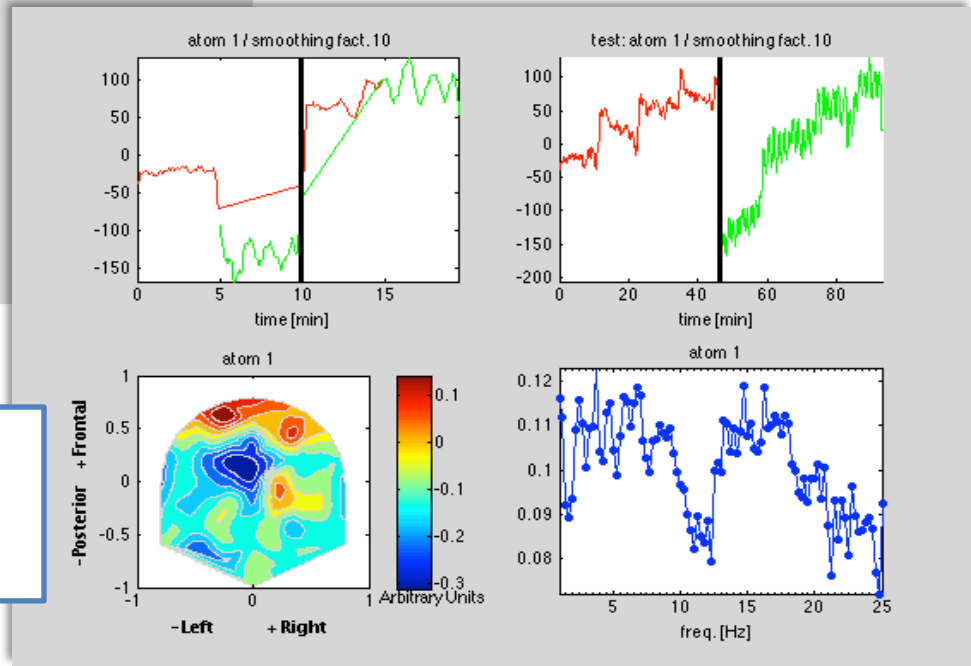 atom 1 / smoothing fact. 10
100
50
0
-50
-100
-150
0 5 10 15
time [min]
test: atom 1 / smoothing fact. 10
100
50
0
-50
-100
-150
-200
0 20 40 60 80
time [min]
atom 1
1
0.5
0
-0.5
-1
-Posterior + Frontal
-1 0 1
-Left + Right
0.1
0
-0.1
-0.2
-0.3
Arbitrary Units
atom 1
0.12
0.11
0.1
0.09
0.08
5 10 15 20 25
freq. [Hz]